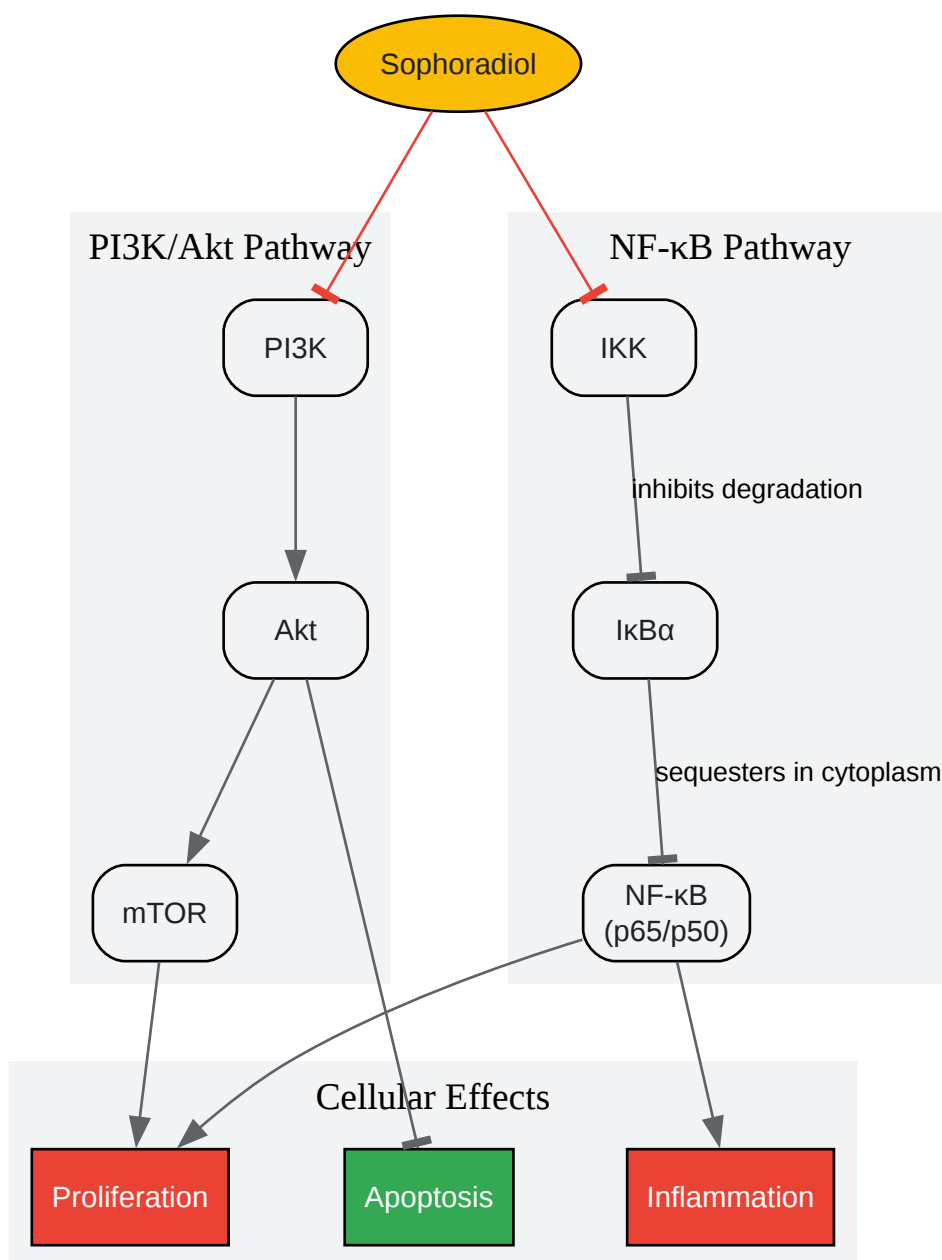 Sophoradiol
PI3K/Akt Pathway
NF-κB Pathway
PI3K
IKK
inhibits degradation
Akt
IκBα
sequesters in cytoplasm
mTOR
NF-κB
(p65/p50)
Cellular Effects
Proliferation
Apoptosis
Inflammation